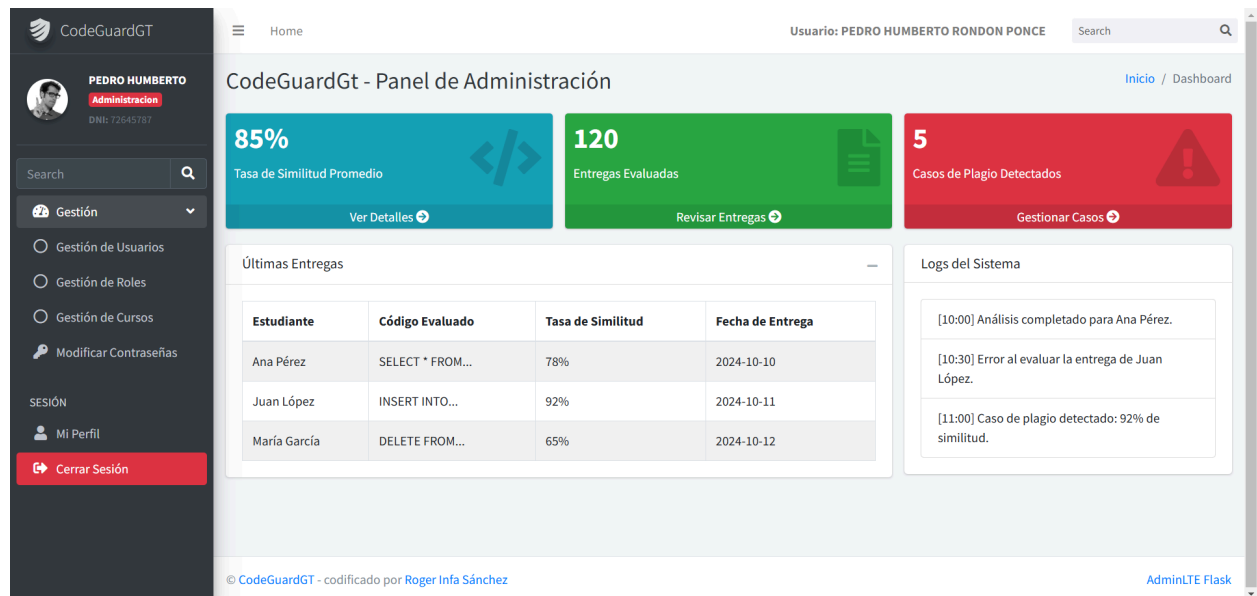 CodeGuardGT
Home
Usuario: PEDRO HUMBERTO RONDON PONCE
Search
PEDRO HUMBERTO
Administracion
DNI: 72645787
Search
Gestión
Gestión de Usuarios
Gestión de Roles
Gestión de Cursos
Modificar Contraseñas
SESIÓN
Mi Perfil
Cerrar Sesión
CodeGuardGt - Panel de Administración
Inicio / Dashboard
85%
Tasa de Similitud Promedio
Ver Detalles
120
Entregas Evaluadas
Revisar Entregas
5
Casos de Plagio Detectados
Gestionar Casos
Últimas Entregas
Estudiante Código Evaluado Tasa de Similitud Fecha de Entrega
Ana Pérez SELECT * FROM... 78% 2024-10-10
Juan López INSERT INTO... 92% 2024-10-11
María García DELETE FROM... 65% 2024-10-12
Logs del Sistema
[10:00] Análisis completado para Ana Pérez.
[10:30] Error al evaluar la entrega de Juan
López.
[11:00] Caso de plagio detectado: 92% de
similitud.
© CodeGuardGT - codificado por Roger Infa Sánchez
AdminLTE Flask